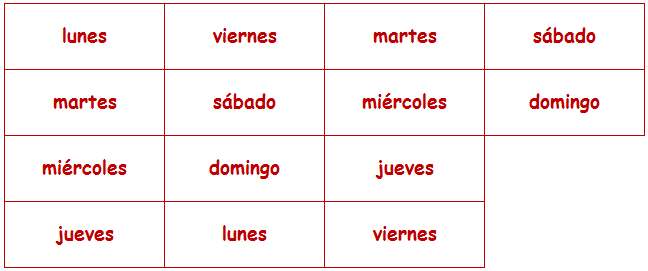 lunes viernes martes sábado
martes sábado miércoles domingo
miércoles domingo jueves
jueves lunes viernes